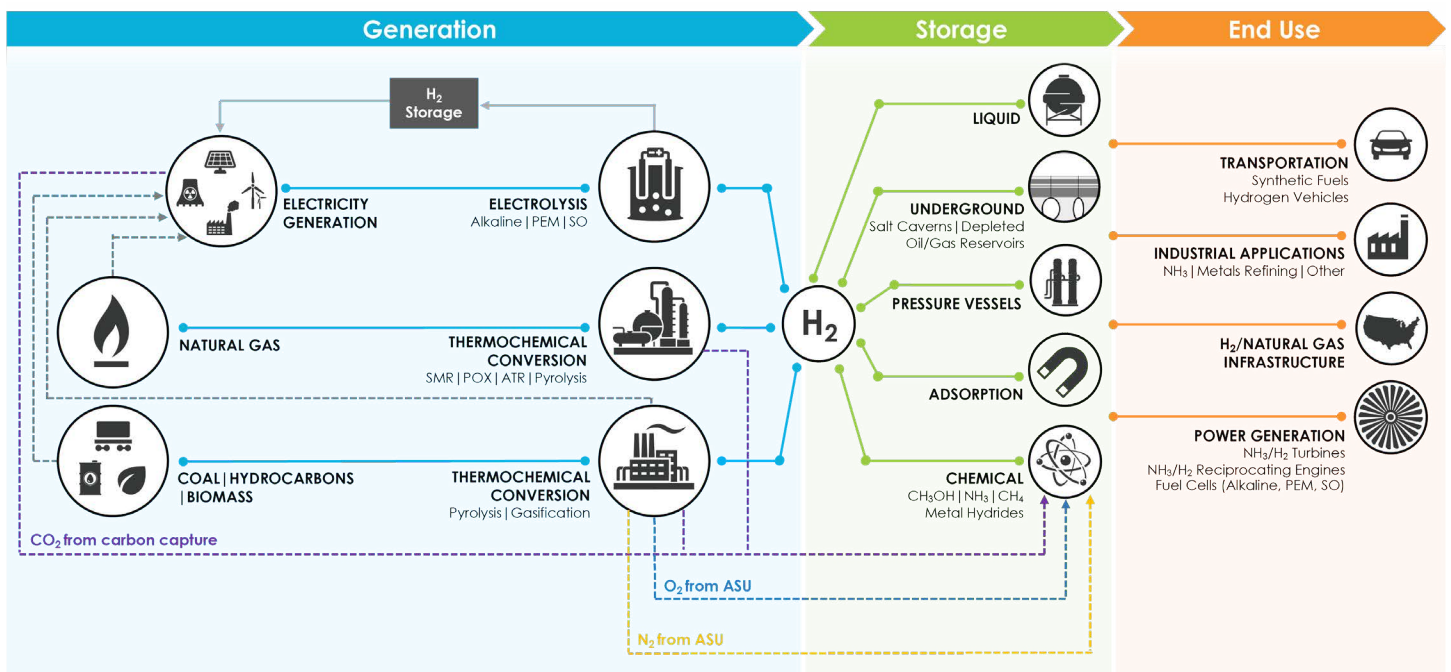 Generation
Storage
End Use
H₂
Storage
ELECTRICITY
GENERATION
ELECTROLYSIS
Alkaline | PEM | SO
NATURAL GAS
THERMOCHEMICAL
CONVERSION
SMR | POX | ATR | Pyrolysis
COAL | HYDROCARBONS
| BIOMASS
THERMOCHEMICAL
CONVERSION
Pyrolysis | Gasification
CO₂ from carbon capture
O₂ from ASU
N₂ from ASU
H₂
LIQUID
UNDERGROUND
Salt Caverns | Depleted
Oil/Gas Reservoirs
PRESSURE VESSELS
ADSORPTION
CHEMICAL
CH₃OH | NH₃ | CH₄
Metal Hydrides
TRANSPORTATION
Synthetic Fuels
Hydrogen Vehicles
INDUSTRIAL APPLICATIONS
NH₃ | Metals Refining | Other
H₂/NATURAL GAS
INFRASTRUCTURE
POWER GENERATION
NH₃/H₂ Turbines
NH₃/H₂ Reciprocating Engines
Fuel Cells (Alkaline, PEM, SO)